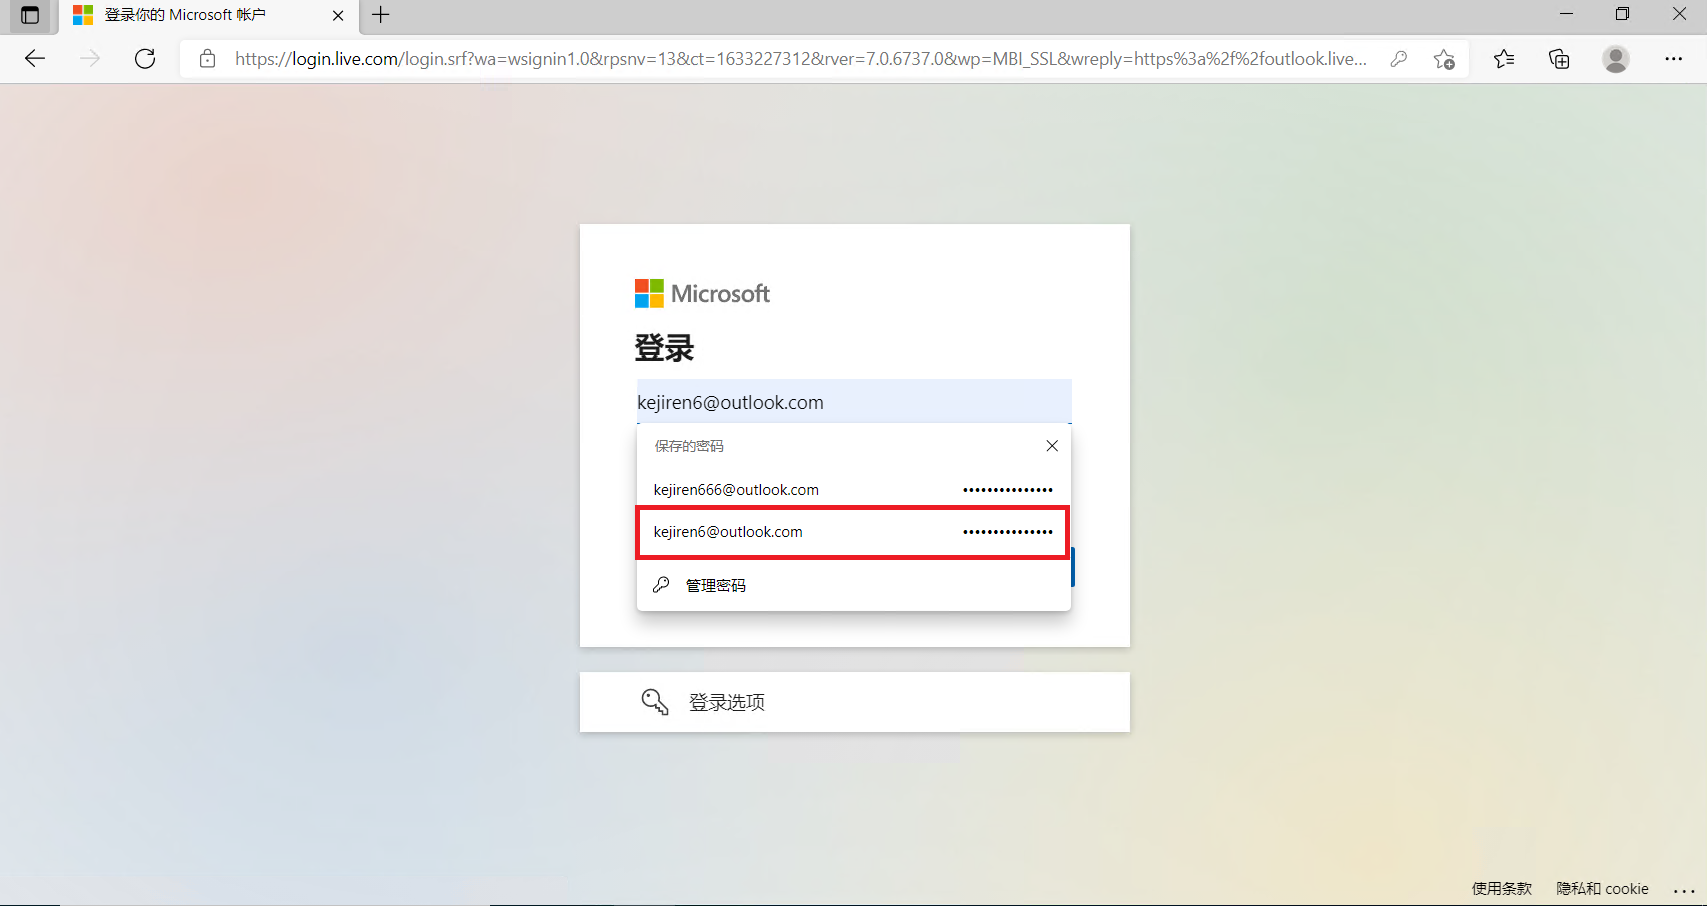 登录你的 Microsoft 帐户
https://login.live.com/login.srf?wa=wsignin1.0&rpsnv=13&ct=1633227312&rver=7.0.6737.0&wp=MBI_SSL&wreply=https%3a%2f%2foutlook.live...
Microsoft
登录
kejiren6@outlook.com
保存的密码
kejiren666@outlook.com •••••••••••••••
kejiren6@outlook.com •••••••••••••••
管理密码
登录选项
使用条款 隐私和 cookie ...